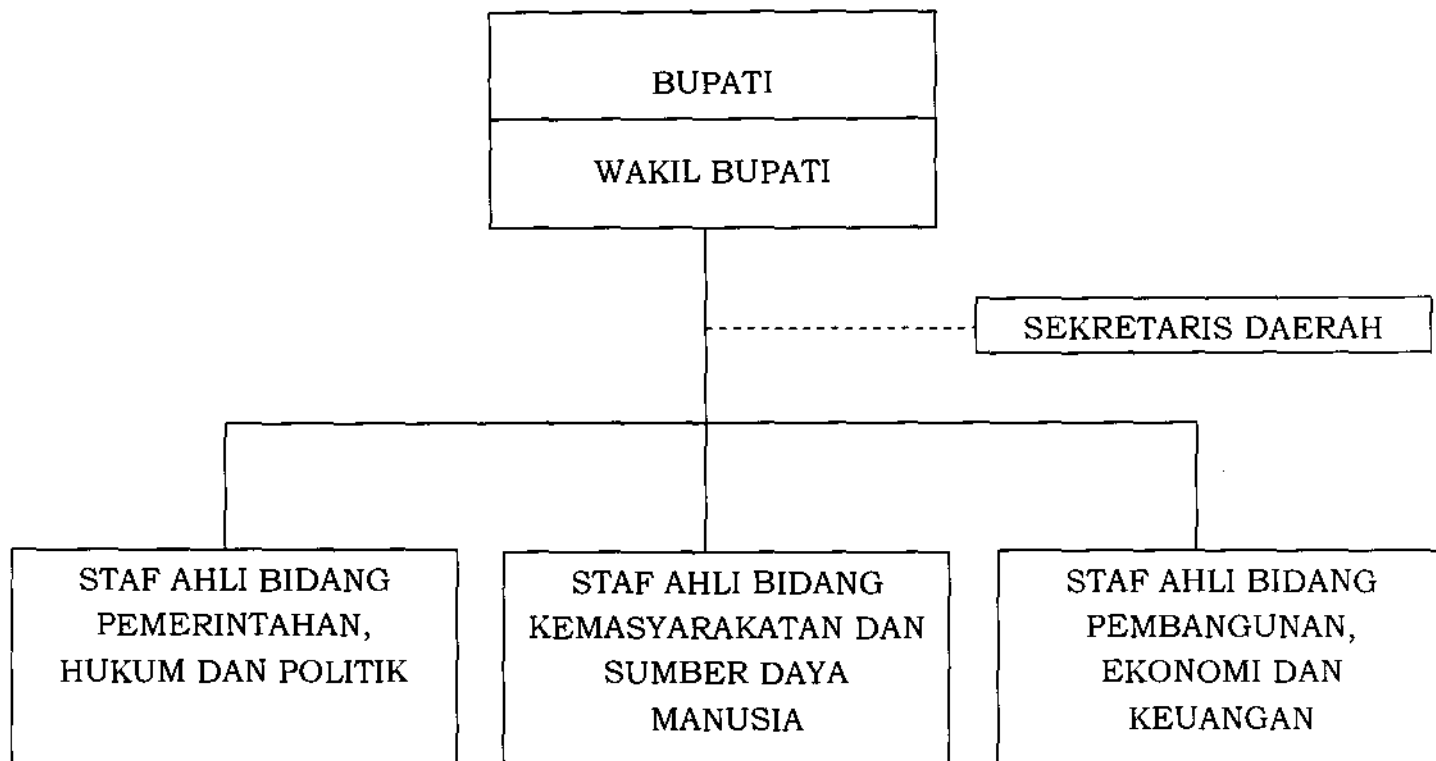 BUPATI
WAKIL BUPATI
SEKRETARIS DAERAH
STAF AHLI BIDANG
PEMERINTAHAN,
HUKUM DAN POLITIK
STAF AHLI BIDANG
KEMASYARAKATAN DAN
SUMBER DAYA
MANUSIA
STAF AHLI BIDANG
PEMBANGUNAN,
EKONOMI DAN
KEUANGAN